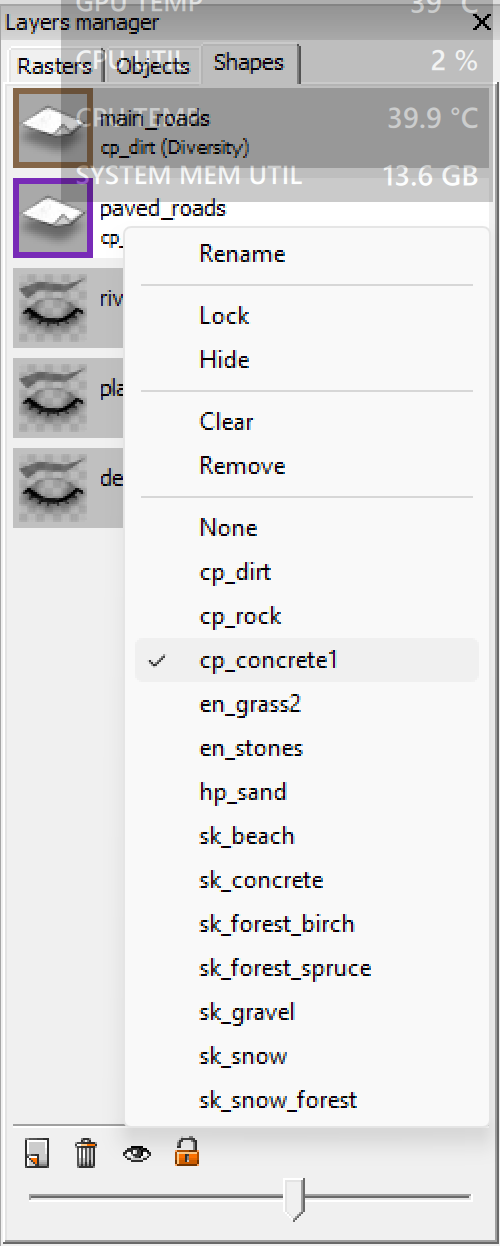 GPU TEMP 39 °C
Layers manager
CPU UTIL 2 %
Rasters Objects Shapes
main_roads
CPU TEMP 39.9 °C
cp_dirt (Diversity)
SYSTEM MEM UTIL 13.6 GB
paved_roads
cp_
Rename
riv
Lock
Hide
pla
Clear
Remove
de
None
cp_dirt
cp_rock
cp_concrete1
en_grass2
en_stones
hp_sand
sk_beach
sk_concrete
sk_forest_birch
sk_forest_spruce
sk_gravel
sk_snow
sk_snow_forest